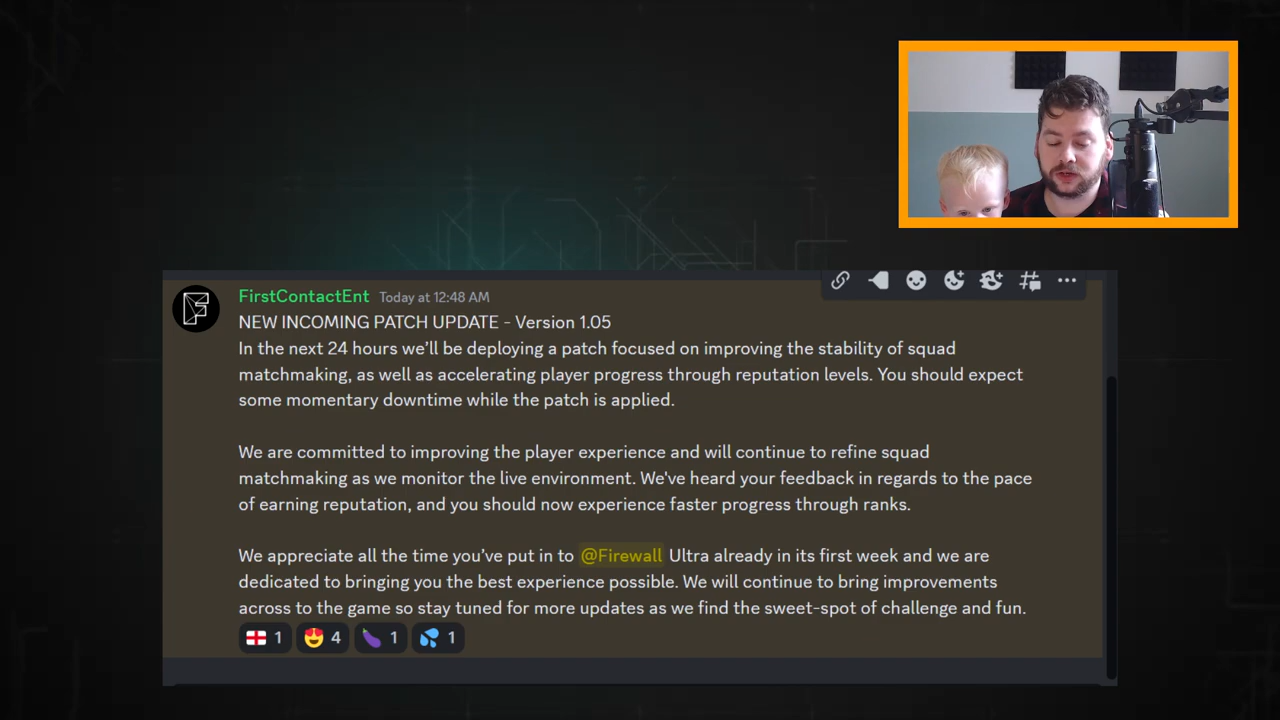 FirstContactEnt Today at 12:48 AM
NEW INCOMING PATCH UPDATE - Version 1.05
In the next 24 hours we'll be deploying a patch focused on improving the stability of squad
matchmaking, as well as accelerating player progress through reputation levels. You should expect
some momentary downtime while the patch is applied.
We are committed to improving the player experience and will continue to refine squad
matchmaking as we monitor the live environment. We've heard your feedback in regards to the pace
of earning reputation, and you should now experience faster progress through ranks.
We appreciate all the time you've put in to @Firewall Ultra already in its first week and we are
dedicated to bringing you the best experience possible. We will continue to bring improvements
across to the game so stay tuned for more updates as we find the sweet-spot of challenge and fun.
1 4 1 1